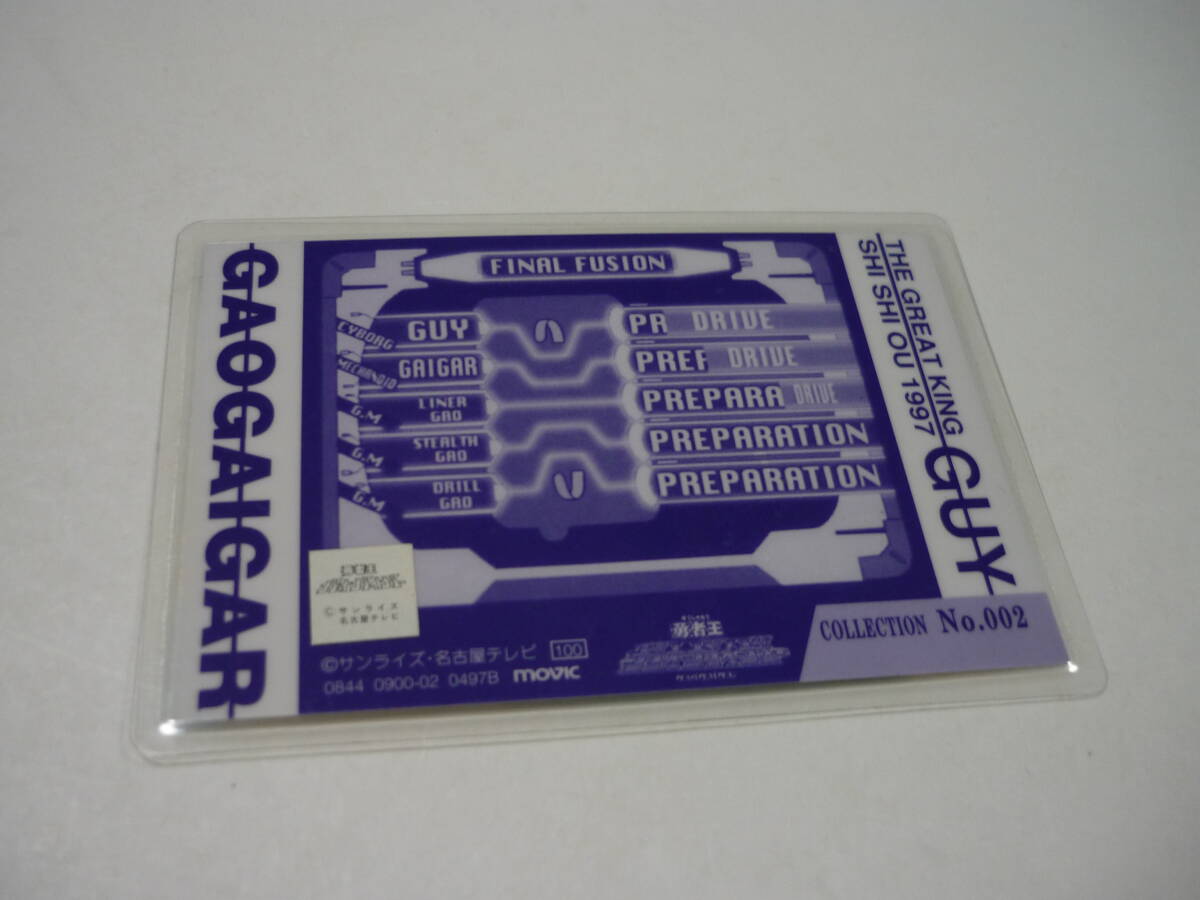 GAOGAIGAR
FINAL FUSION
CYBORG GUY PR DRIVE
MECHANOID GAIGAR PREF DRIVE
G.M LINER GAO PREPARA DRIVE
G.M STEALTH GAO PREPARATION
G.M DRILL GAO PREPARATION
THE GREAT KING GUY
SHI SHI OU 1997
©サンライズ
名古屋テレビ
©サンライズ・名古屋テレビ 100
0844 0900-02 0497B movic
勇者王
COLLECTION No.002